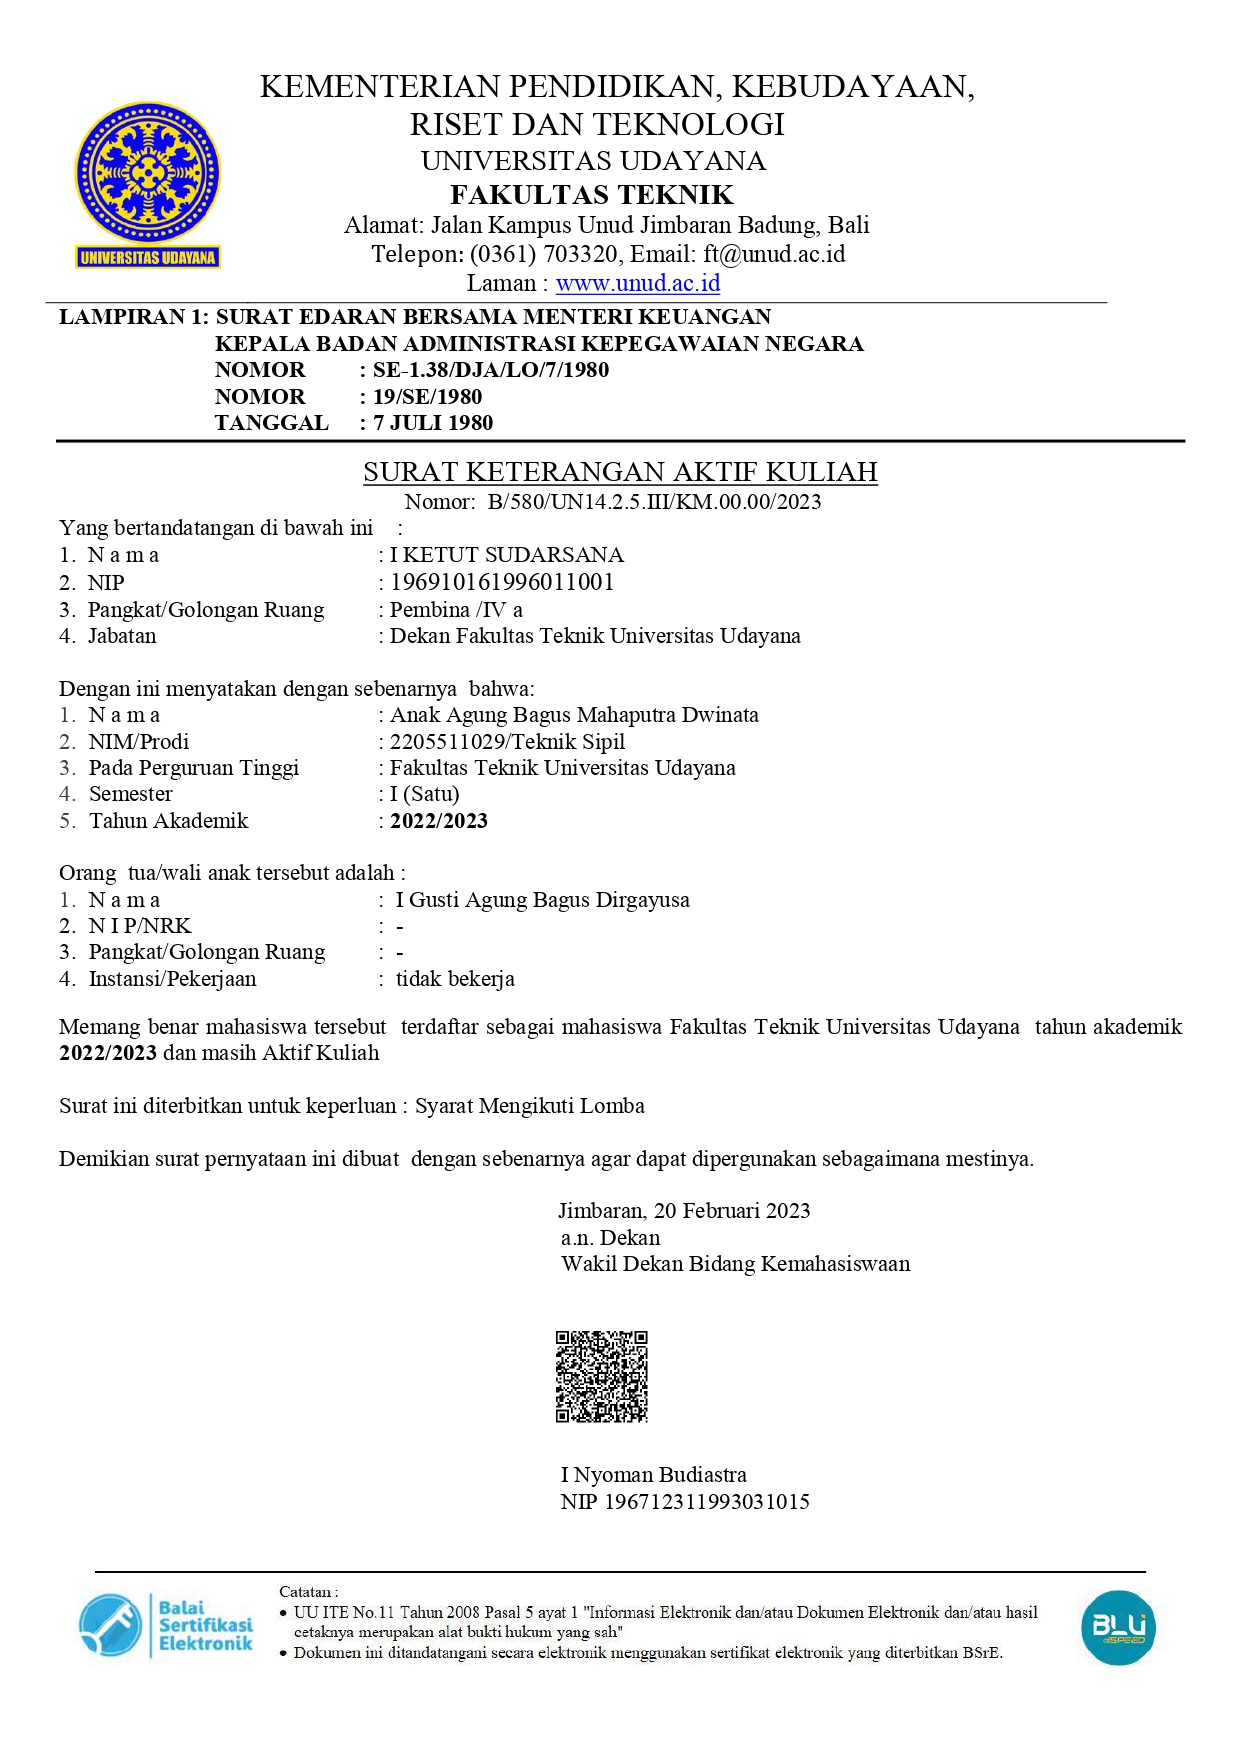 KEMENTERIAN PENDIDIKAN, KEBUDAYAAN,
RISET DAN TEKNOLOGI
UNIVERSITAS UDAYANA
FAKULTAS TEKNIK
Alamat: Jalan Kampus Unud Jimbaran Badung, Bali
Telepon: (0361) 703320, Email: ft@unud.ac.id
Laman : www.unud.ac.id
UNIVERSITAS UDAYANA
LAMPIRAN 1: SURAT EDARAN BERSAMA MENTERI KEUANGAN
KEPALA BADAN ADMINISTRASI KEPEGAWAIAN NEGARA
NOMOR : SE-1.38/DJA/LO/7/1980
NOMOR : 19/SE/1980
TANGGAL : 7 JULI 1980
SURAT KETERANGAN AKTIF KULIAH
Nomor: B/580/UN14.2.5.III/KM.00.00/2023
Yang bertandatangan di bawah ini :
1. N a m a : I KETUT SUDARSANA
2. NIP : 196910161996011001
3. Pangkat/Golongan Ruang : Pembina /IV a
4. Jabatan : Dekan Fakultas Teknik Universitas Udayana
Dengan ini menyatakan dengan sebenarnya bahwa:
1. N a m a : Anak Agung Bagus Mahaputra Dwinata
2. NIM/Prodi : 2205511029/Teknik Sipil
3. Pada Perguruan Tinggi : Fakultas Teknik Universitas Udayana
4. Semester : I (Satu)
5. Tahun Akademik : 2022/2023
Orang tua/wali anak tersebut adalah :
1. N a m a : I Gusti Agung Bagus Dirgayusa
2. N I P/NRK : -
3. Pangkat/Golongan Ruang : -
4. Instansi/Pekerjaan : tidak bekerja
Memang benar mahasiswa tersebut terdaftar sebagai mahasiswa Fakultas Teknik Universitas Udayana tahun akademik
2022/2023 dan masih Aktif Kuliah
Surat ini diterbitkan untuk keperluan : Syarat Mengikuti Lomba
Demikian surat pernyataan ini dibuat dengan sebenarnya agar dapat dipergunakan sebagaimana mestinya.
Jimbaran, 20 Februari 2023
a.n. Dekan
Wakil Dekan Bidang Kemahasiswaan
I Nyoman Budiastra
NIP 196712311993031015
Balai
Sertifikasi
Elektronik
Catatan :
• UU ITE No.11 Tahun 2008 Pasal 5 ayat 1 "Informasi Elektronik dan/atau Dokumen Elektronik dan/atau hasil
cetaknya merupakan alat bukti hukum yang sah"
• Dokumen ini ditandatangani secara elektronik menggunakan sertifikat elektronik yang diterbitkan BSrE.
BLU
SPEED